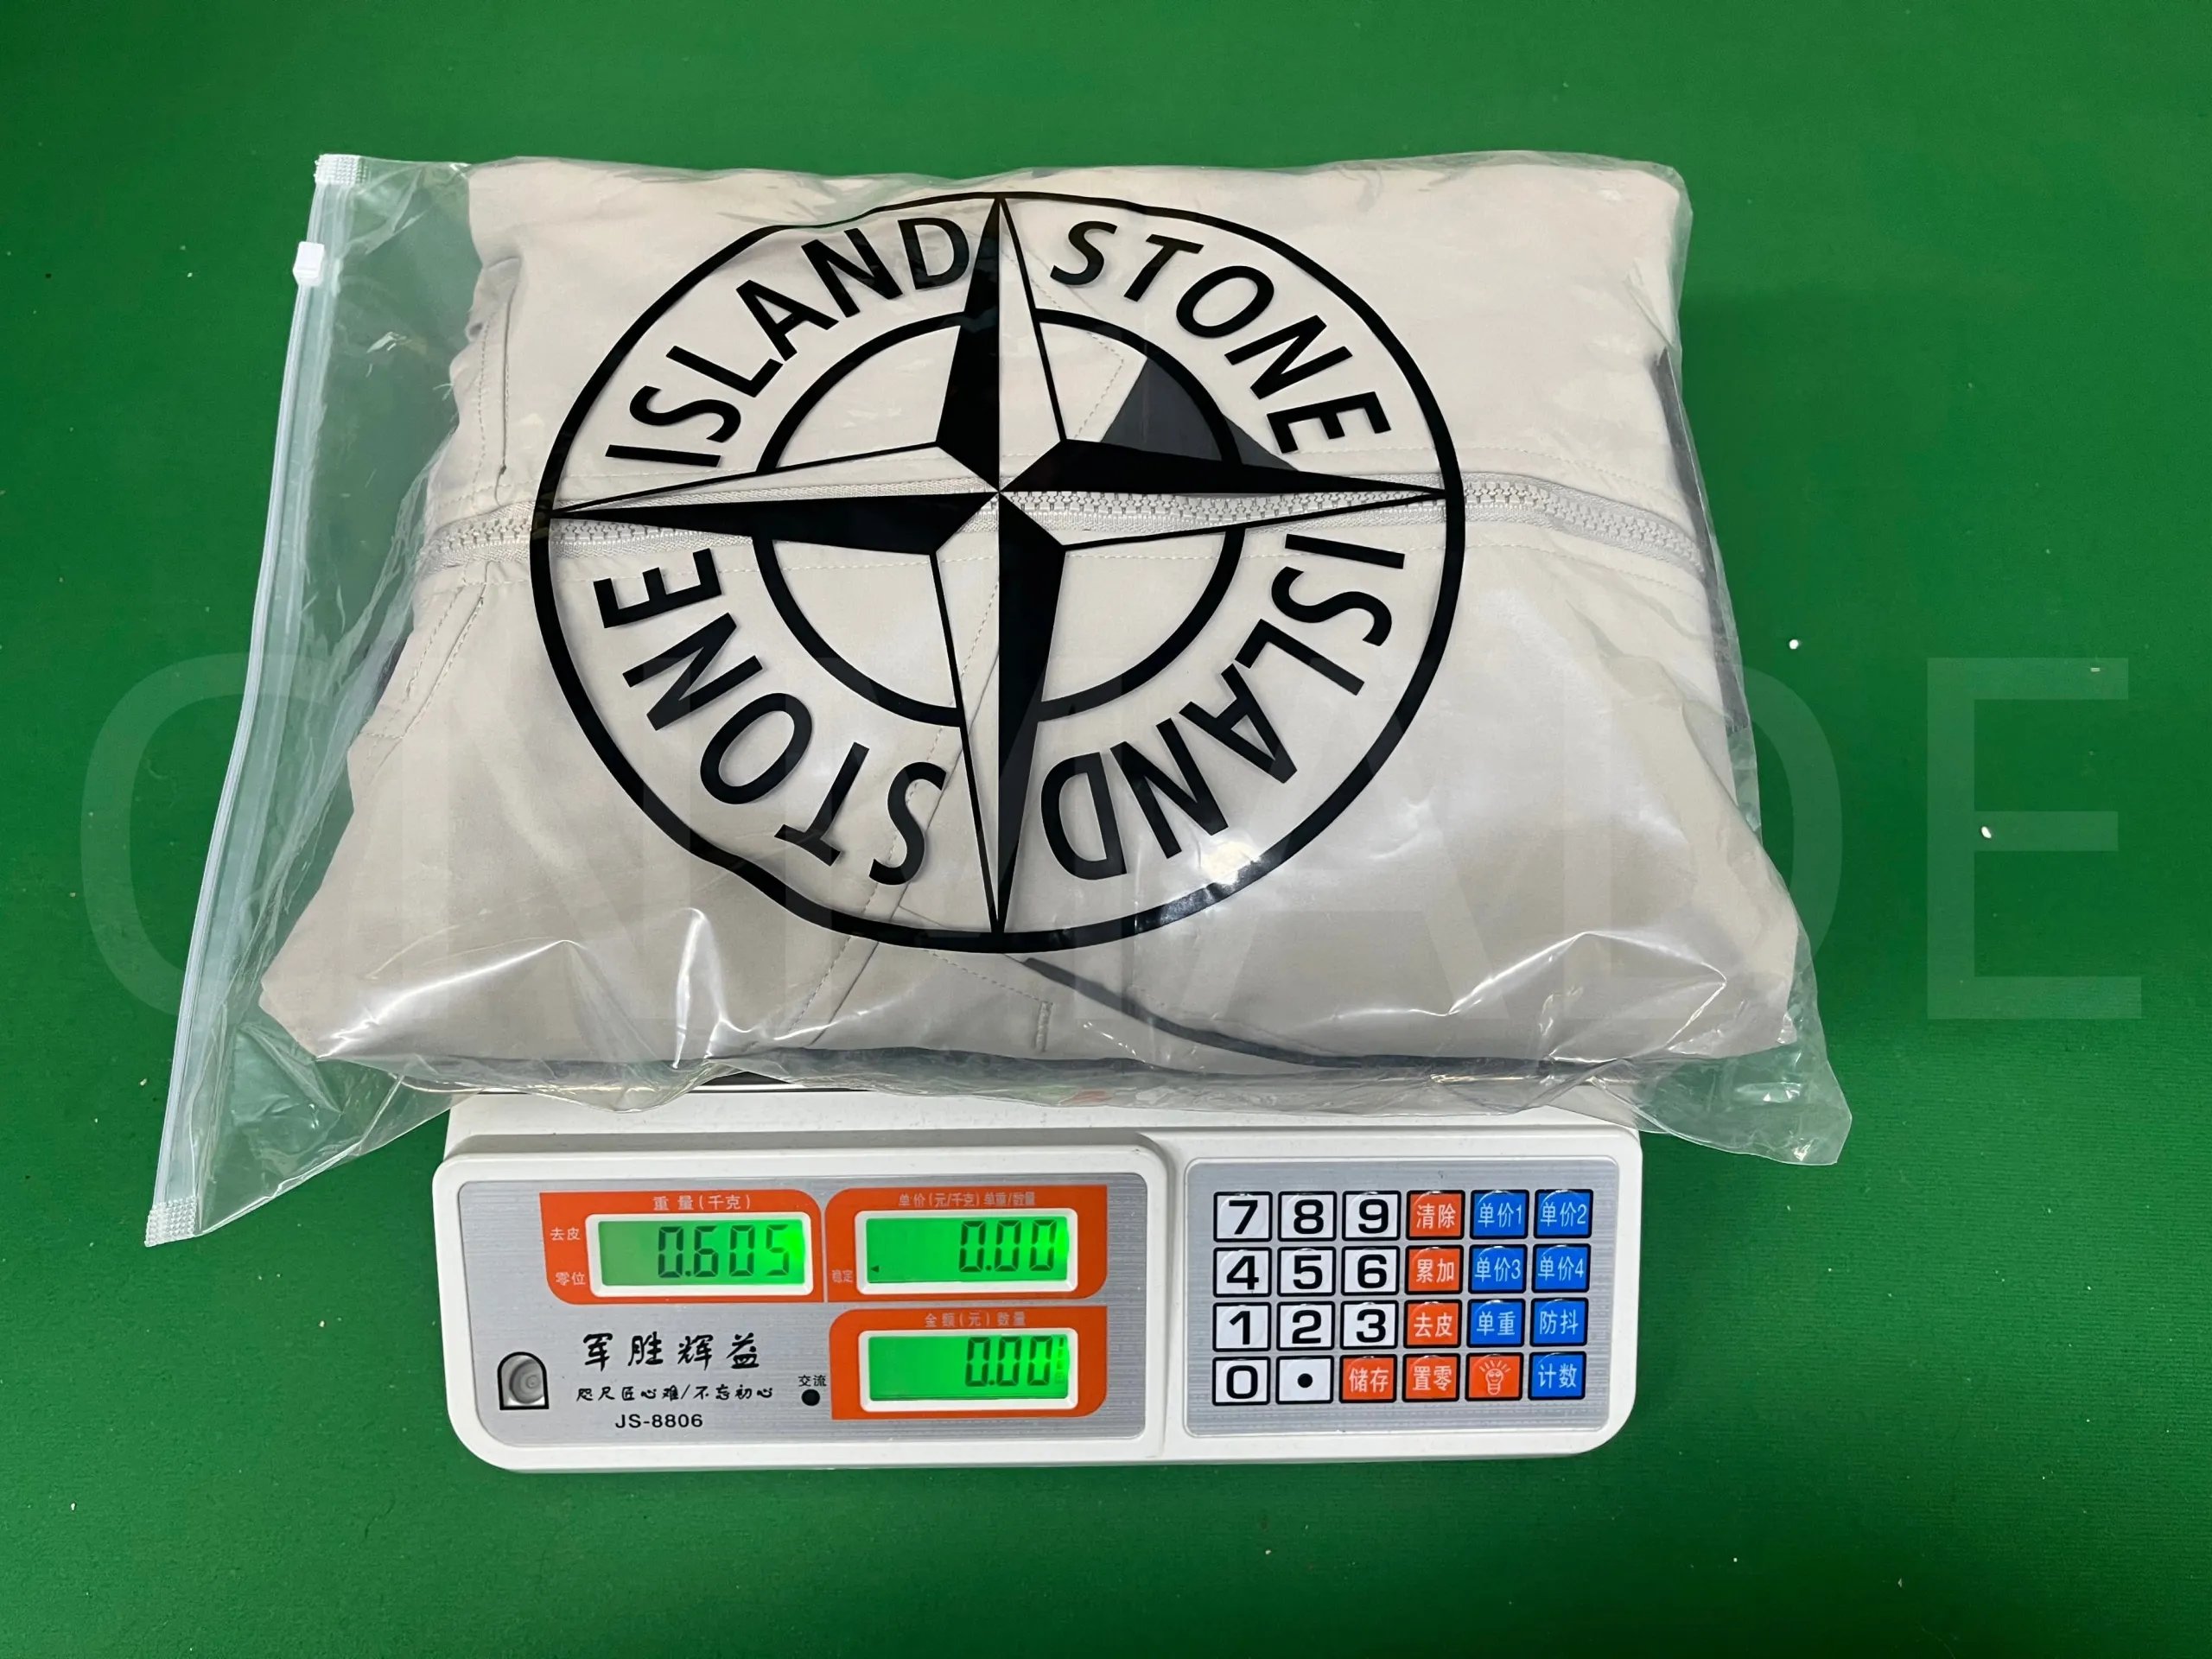 ISLAND STONE
STONE ISLAND
CNMADE
重量(千克)
单价(元/千克)单重/数量
去皮
0.605
0.00
零位
稳定
金额(元)数量
0.00
军胜辉益
咫尺匠心难/不忘初心
交流
JS-8806
7 8 9 清除 单价1 单价2
4 5 6 累加 单价3 单价4
1 2 3 去皮 单重 防抖
0 . 储存 置零 计数